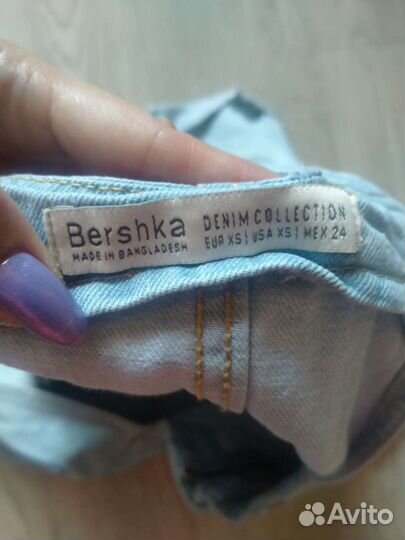 Bershka DENIM COLLECTION
MADE IN BANGLADESH EUR XS | USA XS | MEX 24
Avito